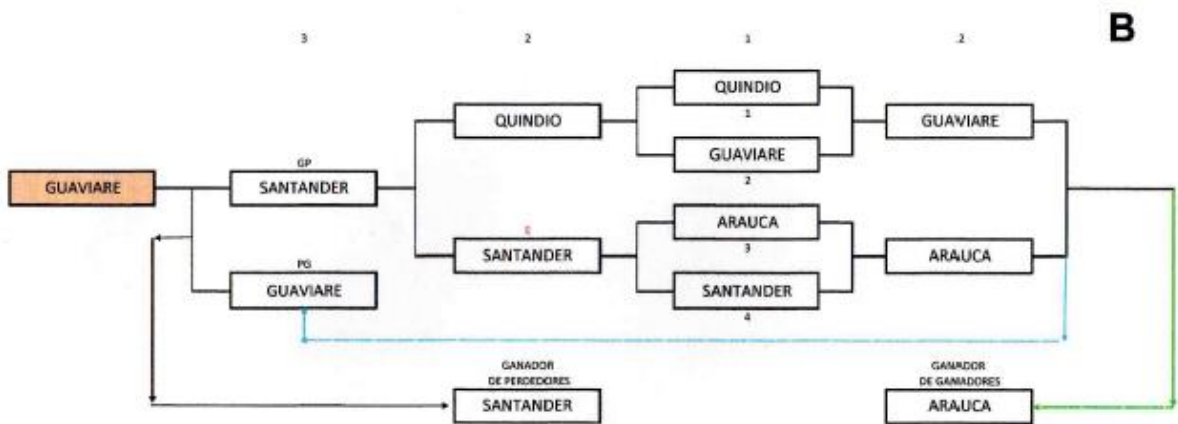 B
3 2 1 2
QUINDIO
1
QUINDIO
GUAVIARE
GUAVIARE
2
GP
GUAVIARE
SANTANDER
ARAUCA
3
SANTANDER
ARAUCA
PG
GUAVIARE
SANTANDER
4
GANADOR
DE PERDEDORES
SANTANDER
GANADOR
DE GANADORES
ARAUCA